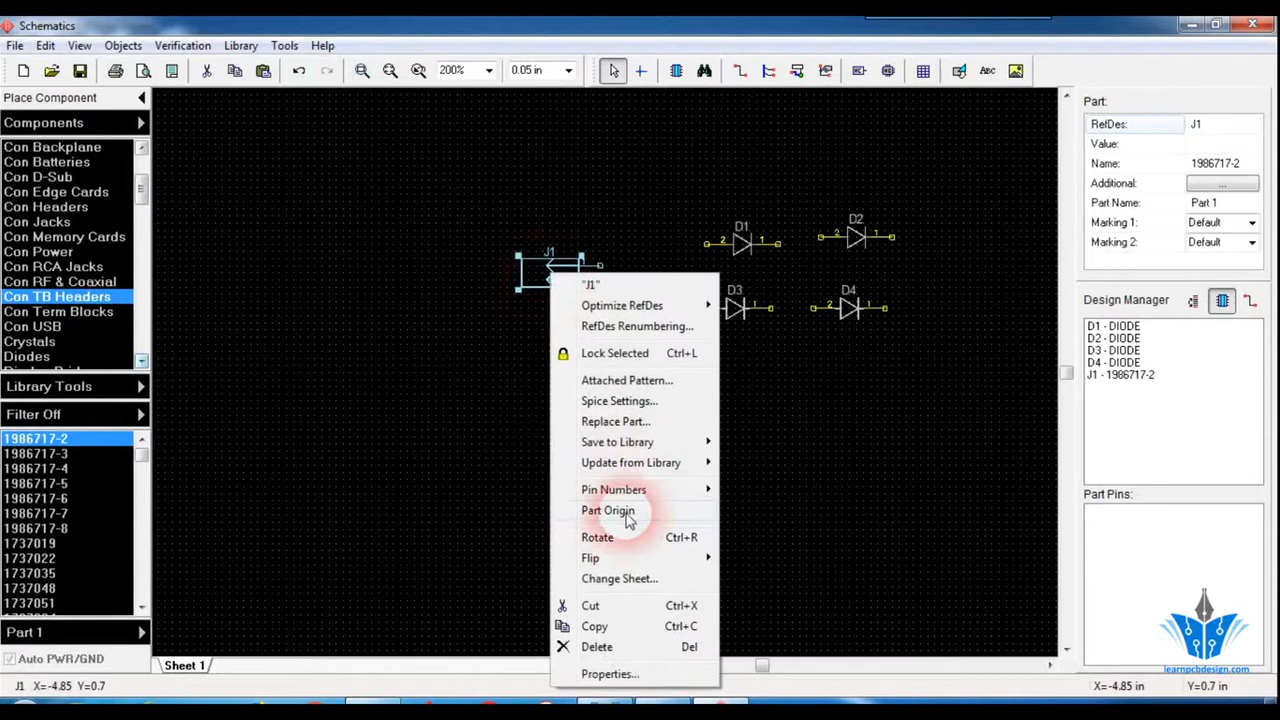 Schematics
File Edit View Objects Verification Library Tools Help
200% 0.05 in ABC
Place Component
Components
Con Backplane
Con Batteries
Con D-Sub
Con Edge Cards
Con Headers
Con Jacks
Con Memory Cards
Con Power
Con RCA Jacks
Con RF & Coaxial
Con TB Headers
Con Term Blocks
Con USB
Crystals
Diodes
Library Tools
Filter Off
1986717-2
1986717-3
1986717-4
1986717-5
1986717-6
1986717-7
1986717-8
1737019
1737022
1737035
1737048
1737051
Part 1
Auto PWR/GND
J1
D1
2 1
D2
2 1
D3
1
D4
2 1
"J1"
Optimize RefDes
RefDes Renumbering...
Lock Selected Ctrl+L
Attached Pattern...
Spice Settings...
Replace Part...
Save to Library
Update from Library
Pin Numbers
Part Origin
Rotate Ctrl+R
Flip
Change Sheet...
Cut Ctrl+X
Copy Ctrl+C
Delete Del
Properties...
Part:
RefDes: J1
Value:
Name: 1986717-2
Additional: ...
Part Name: Part 1
Marking 1: Default
Marking 2: Default
Design Manager
D1 - DIODE
D2 - DIODE
D3 - DIODE
D4 - DIODE
J1 - 1986717-2
Part Pins:
learnpcbdesign.com
Sheet 1
J1 X=-4.85 Y=0.7
X=-4.85 in Y=0.7 in